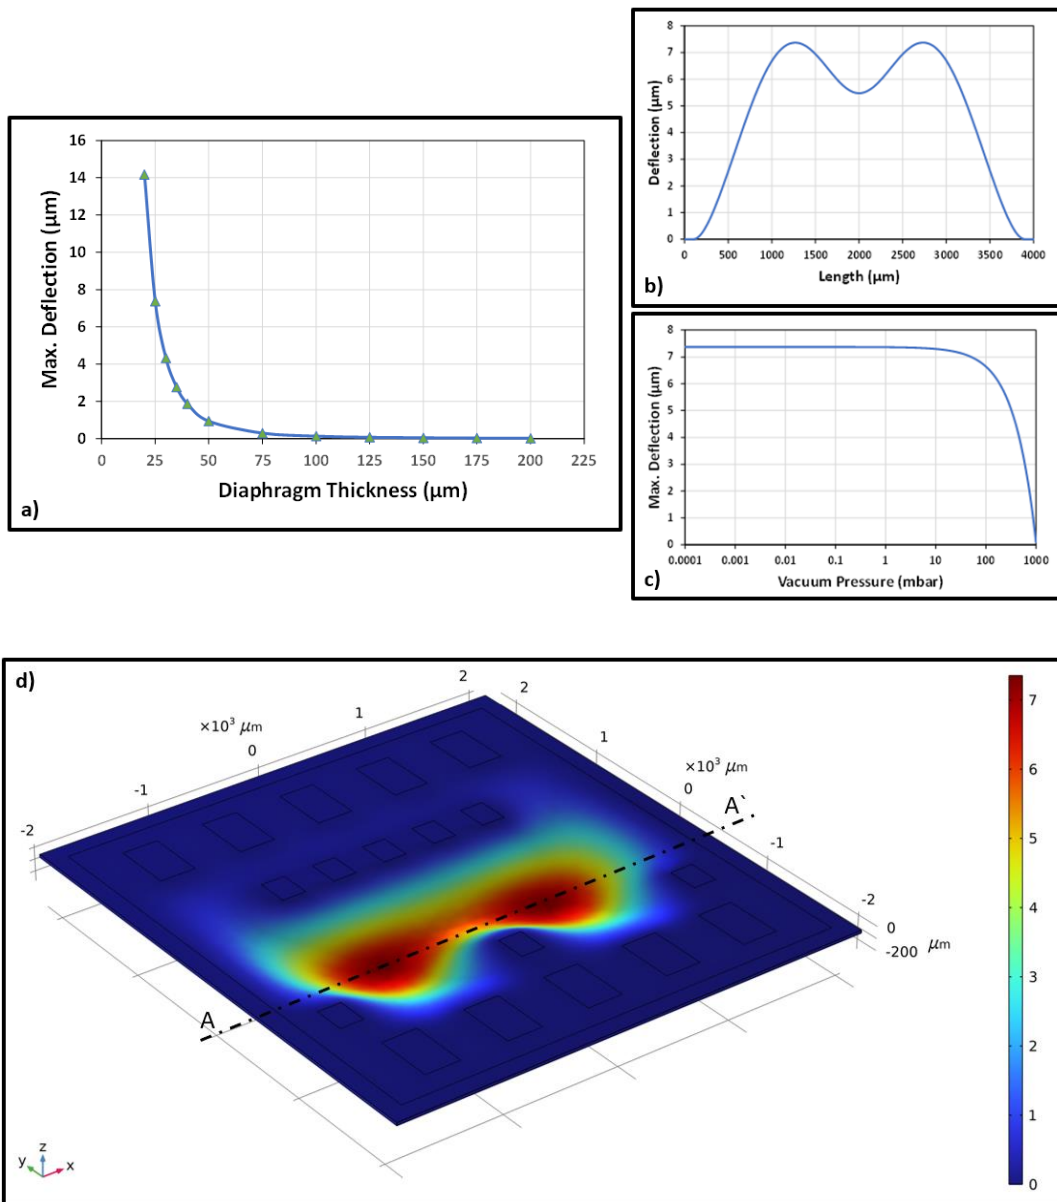 8
7
6
5
4
3
2
1
0
Deflection (µm)
0 500 1000 1500 2000 2500 3000 3500 4000
Length (µm)
b)
16
14
12
10
8
6
4
2
0
Max. Deflection (µm)
0 25 50 75 100 125 150 175 200 225
Diaphragm Thickness (µm)
a)
8
7
6
5
4
3
2
1
0
Max. Deflection (µm)
0.0001 0.001 0.01 0.1 1 10 100 1000
Vacuum Pressure (mbar)
c)
d)
×10³ µm
-2 -1 0 1 2
2 1 0 -1 -2
×10³ µm
0
-200 µm
A
A`
7
6
5
4
3
2
1
0
y z x